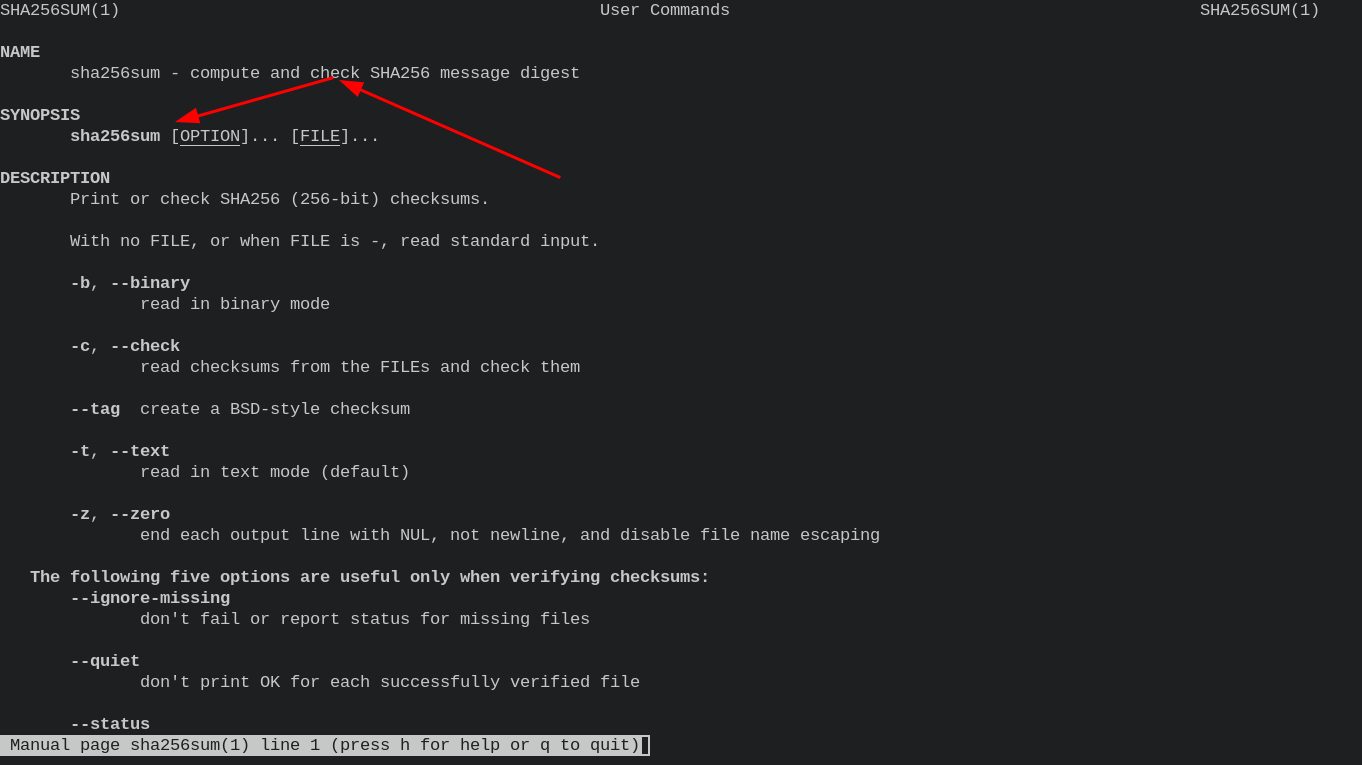 SHA256SUM(1) User Commands SHA256SUM(1)
NAME
sha256sum - compute and check SHA256 message digest
SYNOPSIS
sha256sum [OPTION]... [FILE]...
DESCRIPTION
Print or check SHA256 (256-bit) checksums.
With no FILE, or when FILE is -, read standard input.
-b, --binary
read in binary mode
-c, --check
read checksums from the FILEs and check them
--tag  create a BSD-style checksum
-t, --text
read in text mode (default)
-z, --zero
end each output line with NUL, not newline, and disable file name escaping
The following five options are useful only when verifying checksums:
--ignore-missing
don't fail or report status for missing files
--quiet
don't print OK for each successfully verified file
--status
Manual page sha256sum(1) line 1 (press h for help or q to quit)